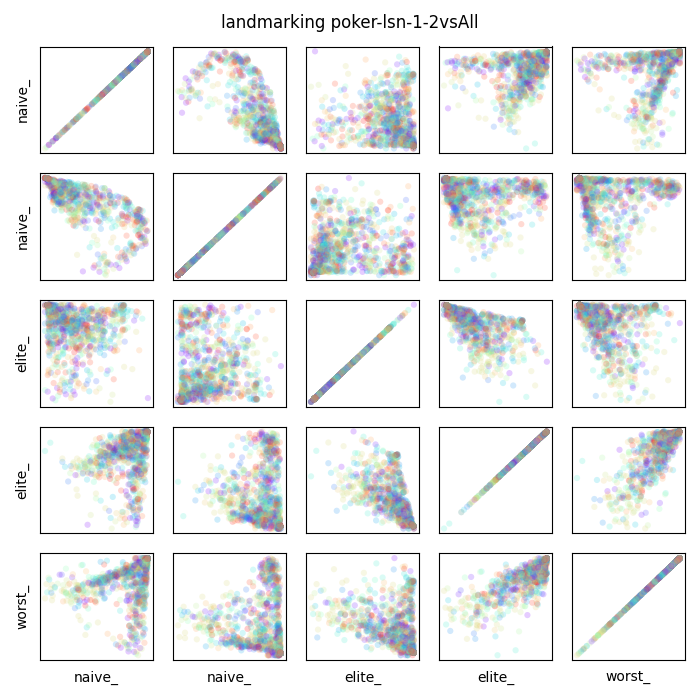 landmarking poker-lsn-1-2vsAll
naive_
naive_
elite_
elite_
worst_
naive_ naive_ elite_ elite_ worst_